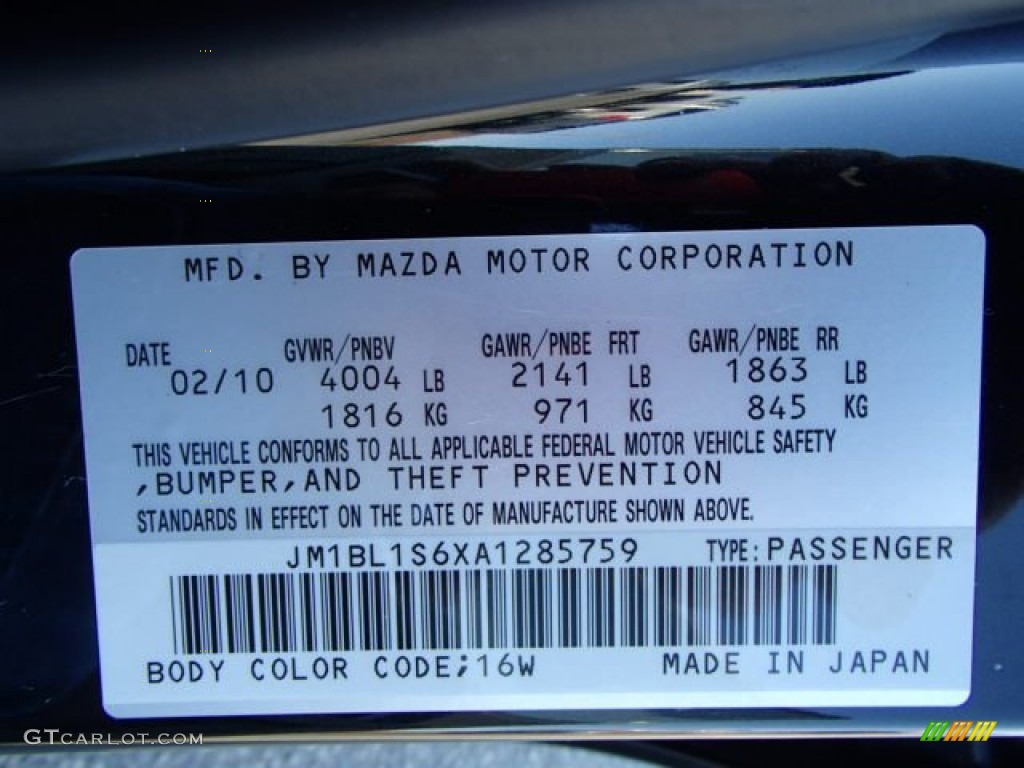 MFD. BY MAZDA MOTOR CORPORATION
DATE GVWR/PNBV GAWR/PNBE FRT GAWR/PNBE RR
02/10 4004 LB 2141 LB 1863 LB
1816 KG 971 KG 845 KG
THIS VEHICLE CONFORMS TO ALL APPLICABLE FEDERAL MOTOR VEHICLE SAFETY
,BUMPER,AND THEFT PREVENTION
STANDARDS IN EFFECT ON THE DATE OF MANUFACTURE SHOWN ABOVE.
JM1BL1S6XA1285759 TYPE:PASSENGER
BODY COLOR CODE;16W MADE IN JAPAN
GTCARLOT.COM